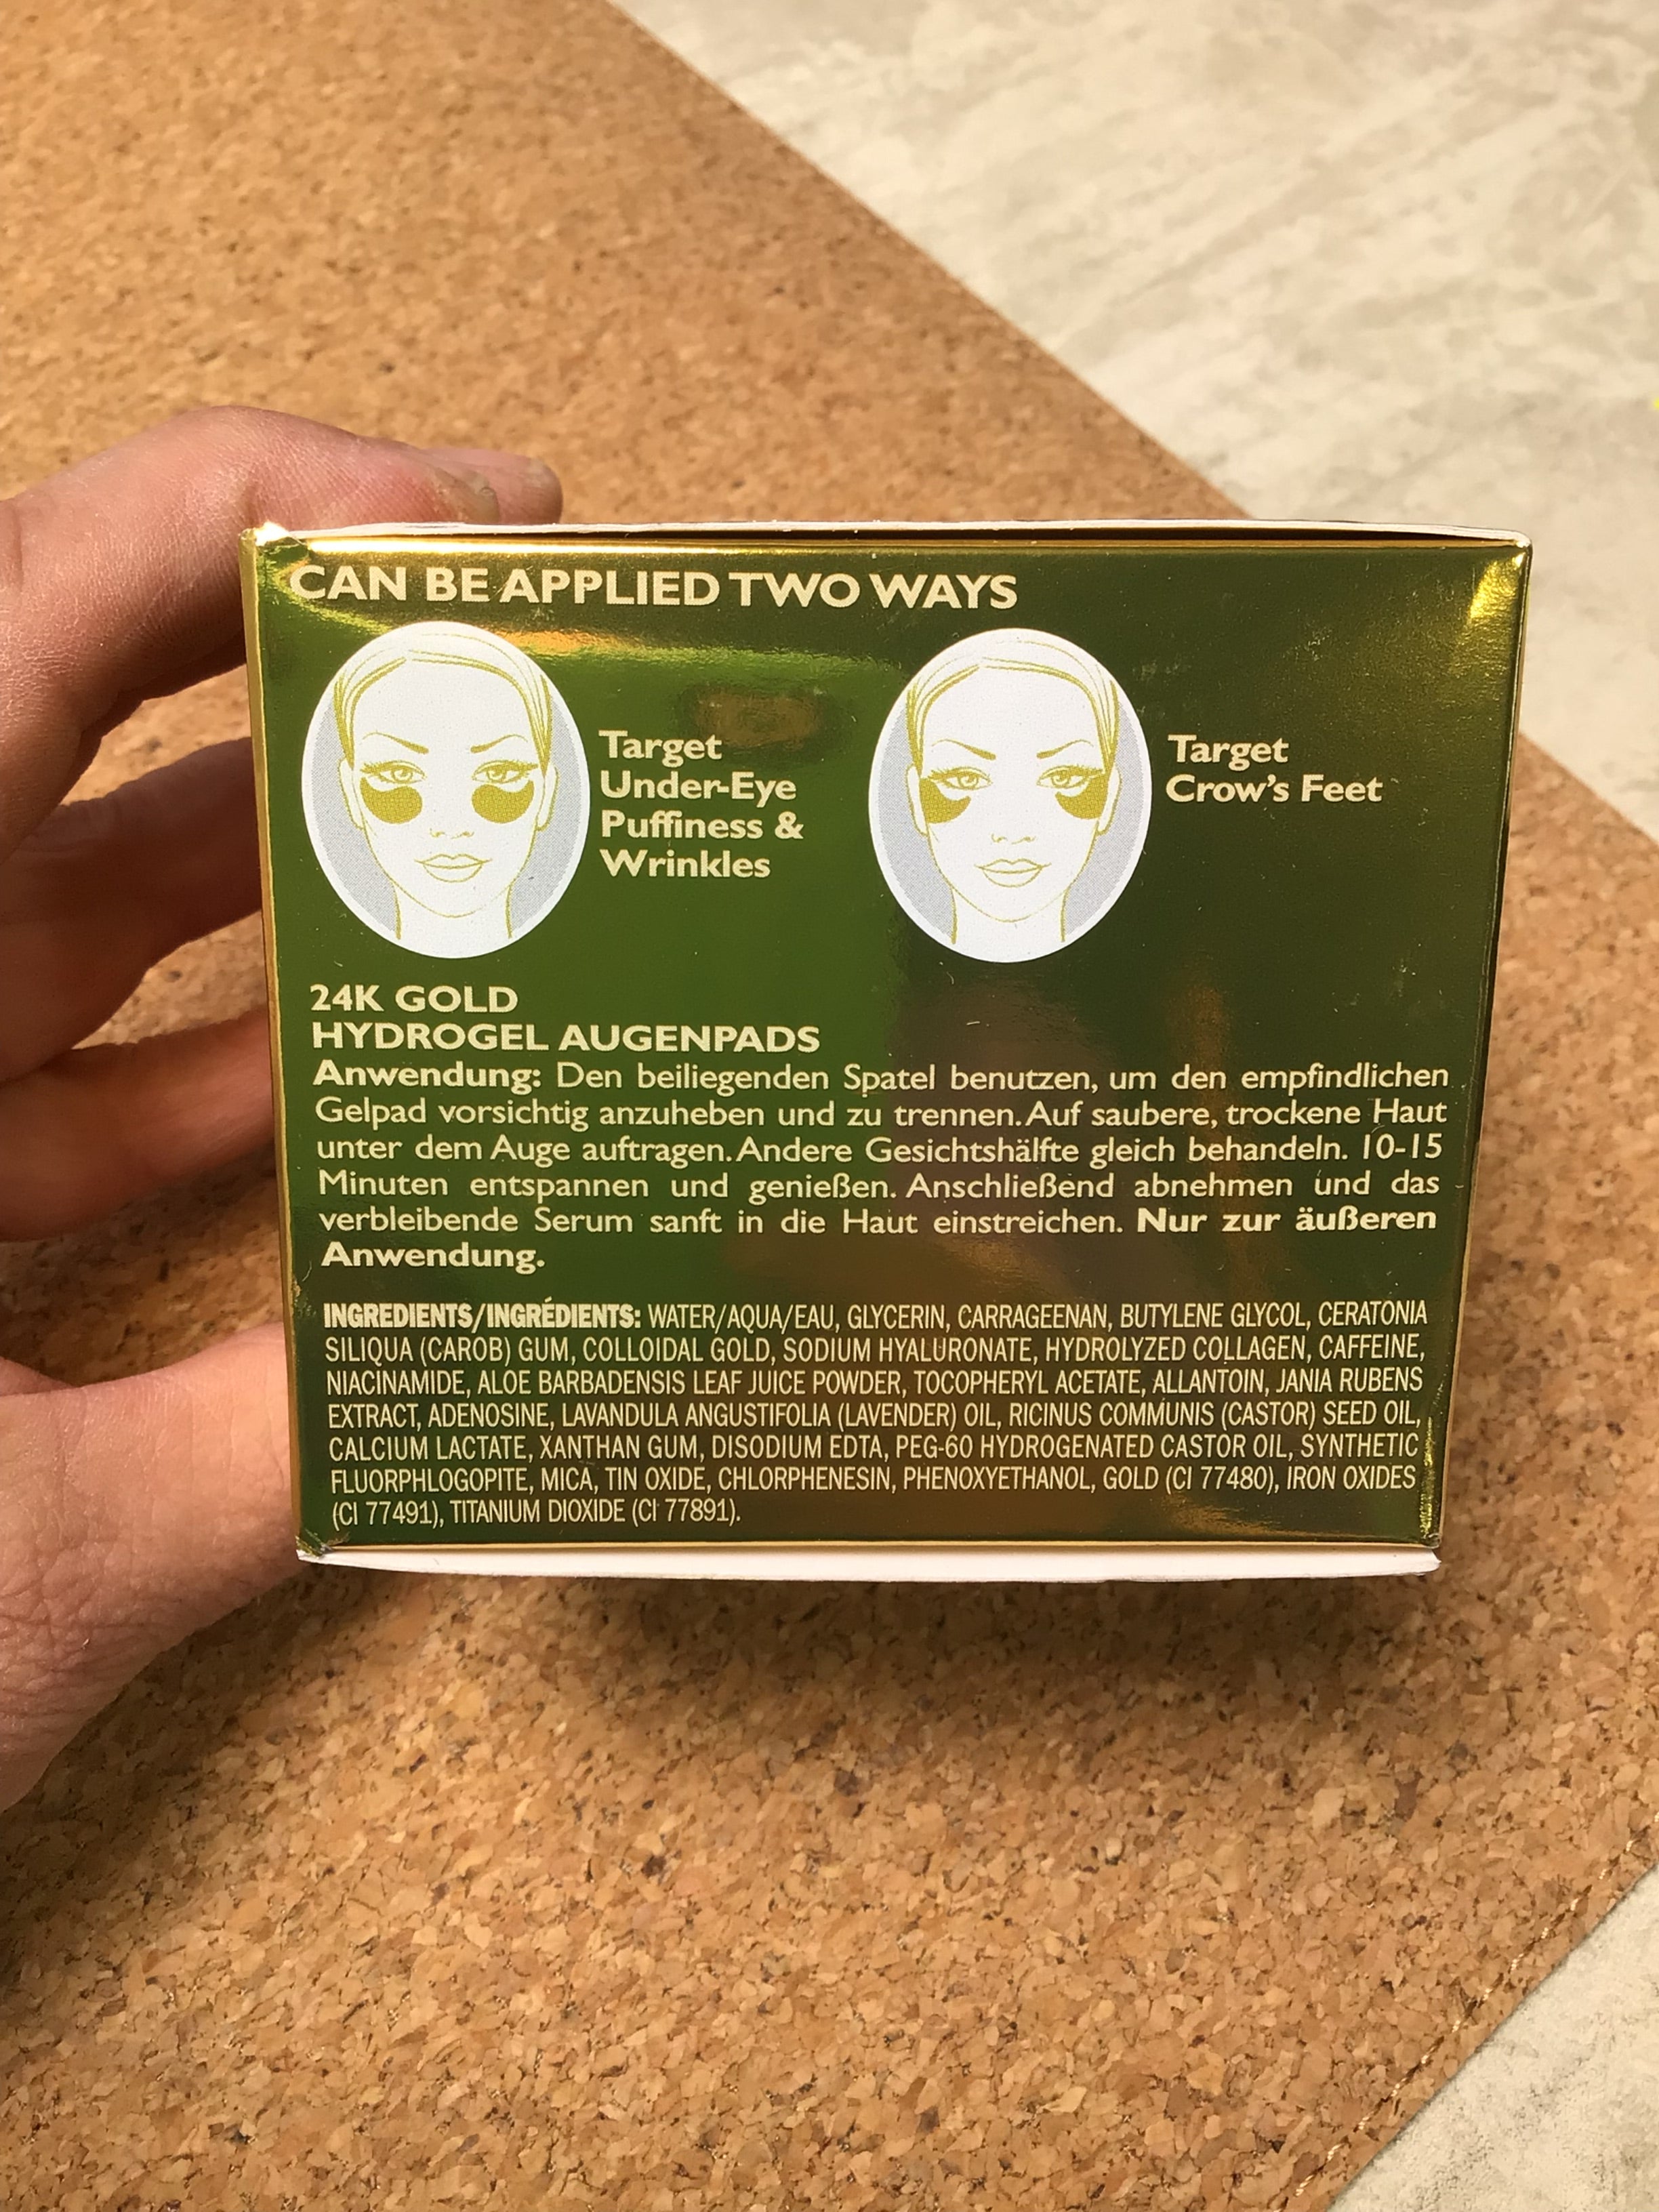 CAN BE APPLIED TWO WAYS
Target
Under-Eye
Puffiness &
Wrinkles
Target
Crow's Feet
24K GOLD
HYDROGEL AUGENPADS
Anwendung: Den beiliegenden Spatel benutzen, um den empfindlichen
Gelpad vorsichtig anzuheben und zu trennen. Auf saubere, trockene Haut
unter dem Auge auftragen. Andere Gesichtshälfte gleich behandeln. 10-15
Minuten entspannen und genießen. Anschließend abnehmen und das
verbleibende Serum sanft in die Haut einstreichen. Nur zur äußeren
Anwendung.
INGREDIENTS/INGRÉDIENTS: WATER/AQUA/EAU, GLYCERIN, CARRAGEENAN, BUTYLENE GLYCOL, CERATONIA
SILIQUA (CAROB) GUM, COLLOIDAL GOLD, SODIUM HYALURONATE, HYDROLYZED COLLAGEN, CAFFEINE,
NIACINAMIDE, ALOE BARBADENSIS LEAF JUICE POWDER, TOCOPHERYL ACETATE, ALLANTOIN, JANIA RUBENS
EXTRACT, ADENOSINE, LAVANDULA ANGUSTIFOLIA (LAVENDER) OIL, RICINUS COMMUNIS (CASTOR) SEED OIL,
CALCIUM LACTATE, XANTHAN GUM, DISODIUM EDTA, PEG-60 HYDROGENATED CASTOR OIL, SYNTHETIC
FLUORPHLOGOPITE, MICA, TIN OXIDE, CHLORPHENESIN, PHENOXYETHANOL, GOLD (CI 77480), IRON OXIDES
(CI 77491), TITANIUM DIOXIDE (CI 77891).